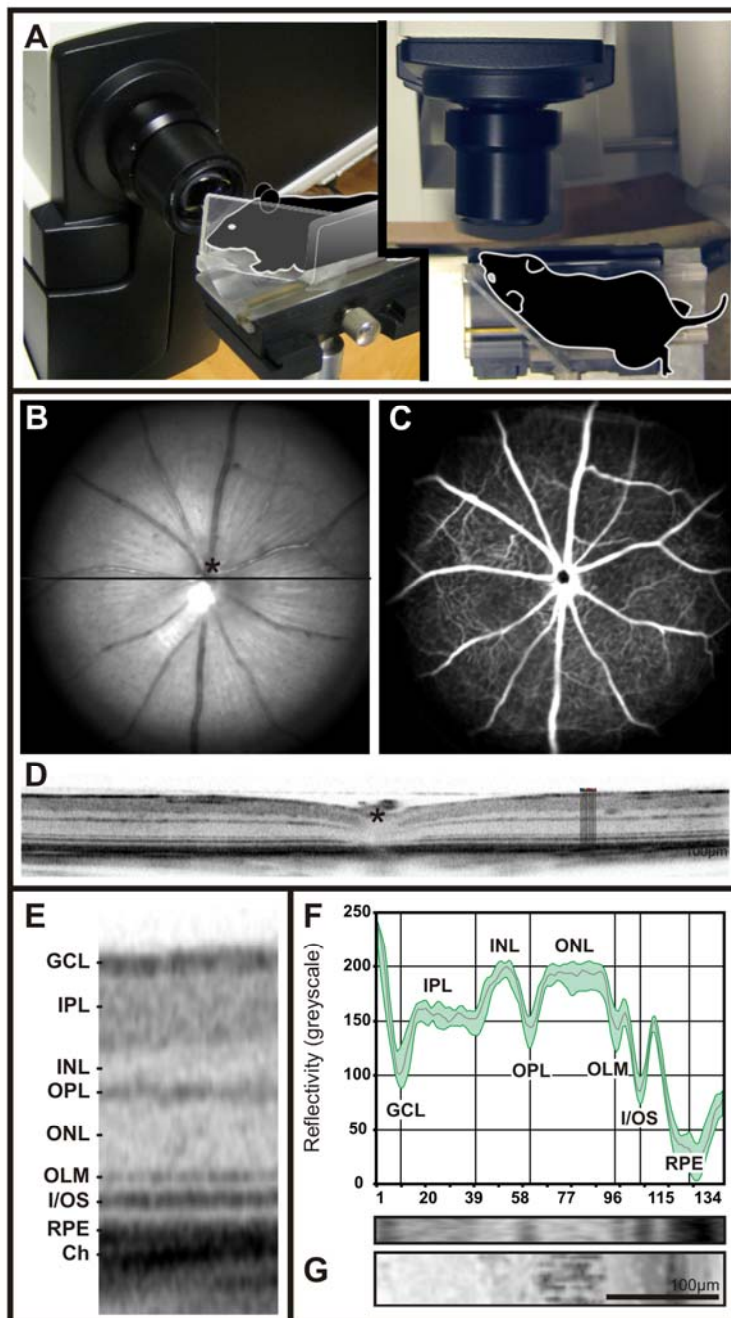 A
B
C
*
D
*
100µm
E
GCL
IPL
INL
OPL
ONL
OLM
I/OS
RPE
Ch
F
Reflectivity (greyscale)
250
200
150
100
50
0
INL
ONL
IPL
OPL
OLM
GCL
I/OS
RPE
1 20 39 58 77 96 115 134
G
100µm